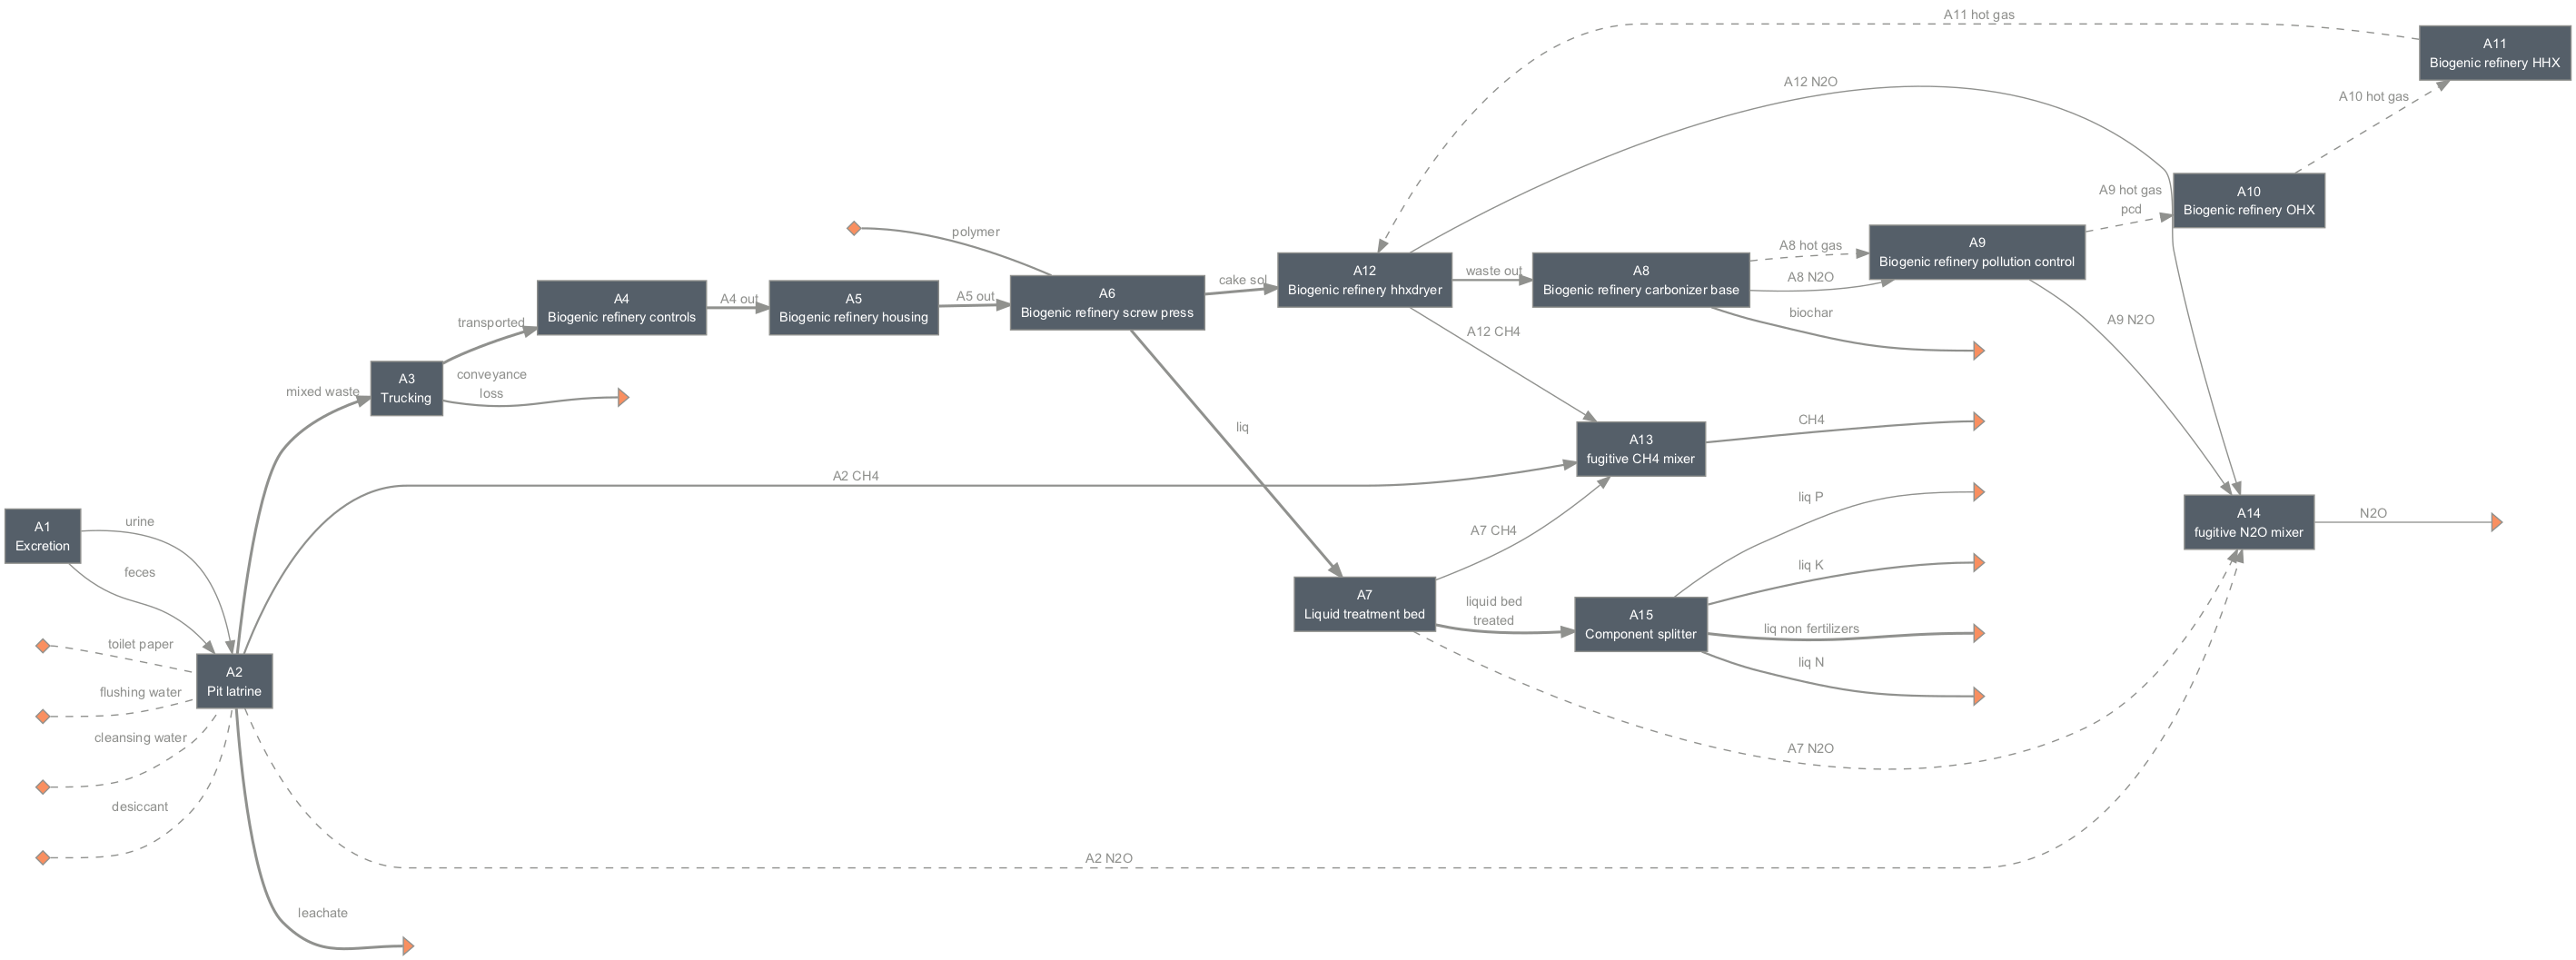 A11 hot gas
A11
Biogenic refinery HHX
A12 N2O
A10 hot gas
A10
Biogenic refinery OHX
A9 hot gas
pcd
polymer
A9
Biogenic refinery pollution control
A8 hot gas
A8 N2O
A8
Biogenic refinery carbonizer base
waste out
A12
Biogenic refinery hhxdryer
cake sol
A6
Biogenic refinery screw press
A5 out
A5
Biogenic refinery housing
A4 out
A4
Biogenic refinery controls
transported
biochar
A9 N2O
A12 CH4
A3
Trucking
conveyance
loss
mixed waste
liq
A13
fugitive CH4 mixer
CH4
A2 CH4
liq P
A14
fugitive N2O mixer
N2O
A1
Excretion
urine
feces
A7 CH4
liq K
A7
Liquid treatment bed
liquid bed
treated
A15
Component splitter
liq non fertilizers
liq N
toilet paper
A2
Pit latrine
flushing water
cleansing water
desiccant
A7 N2O
A2 N2O
leachate